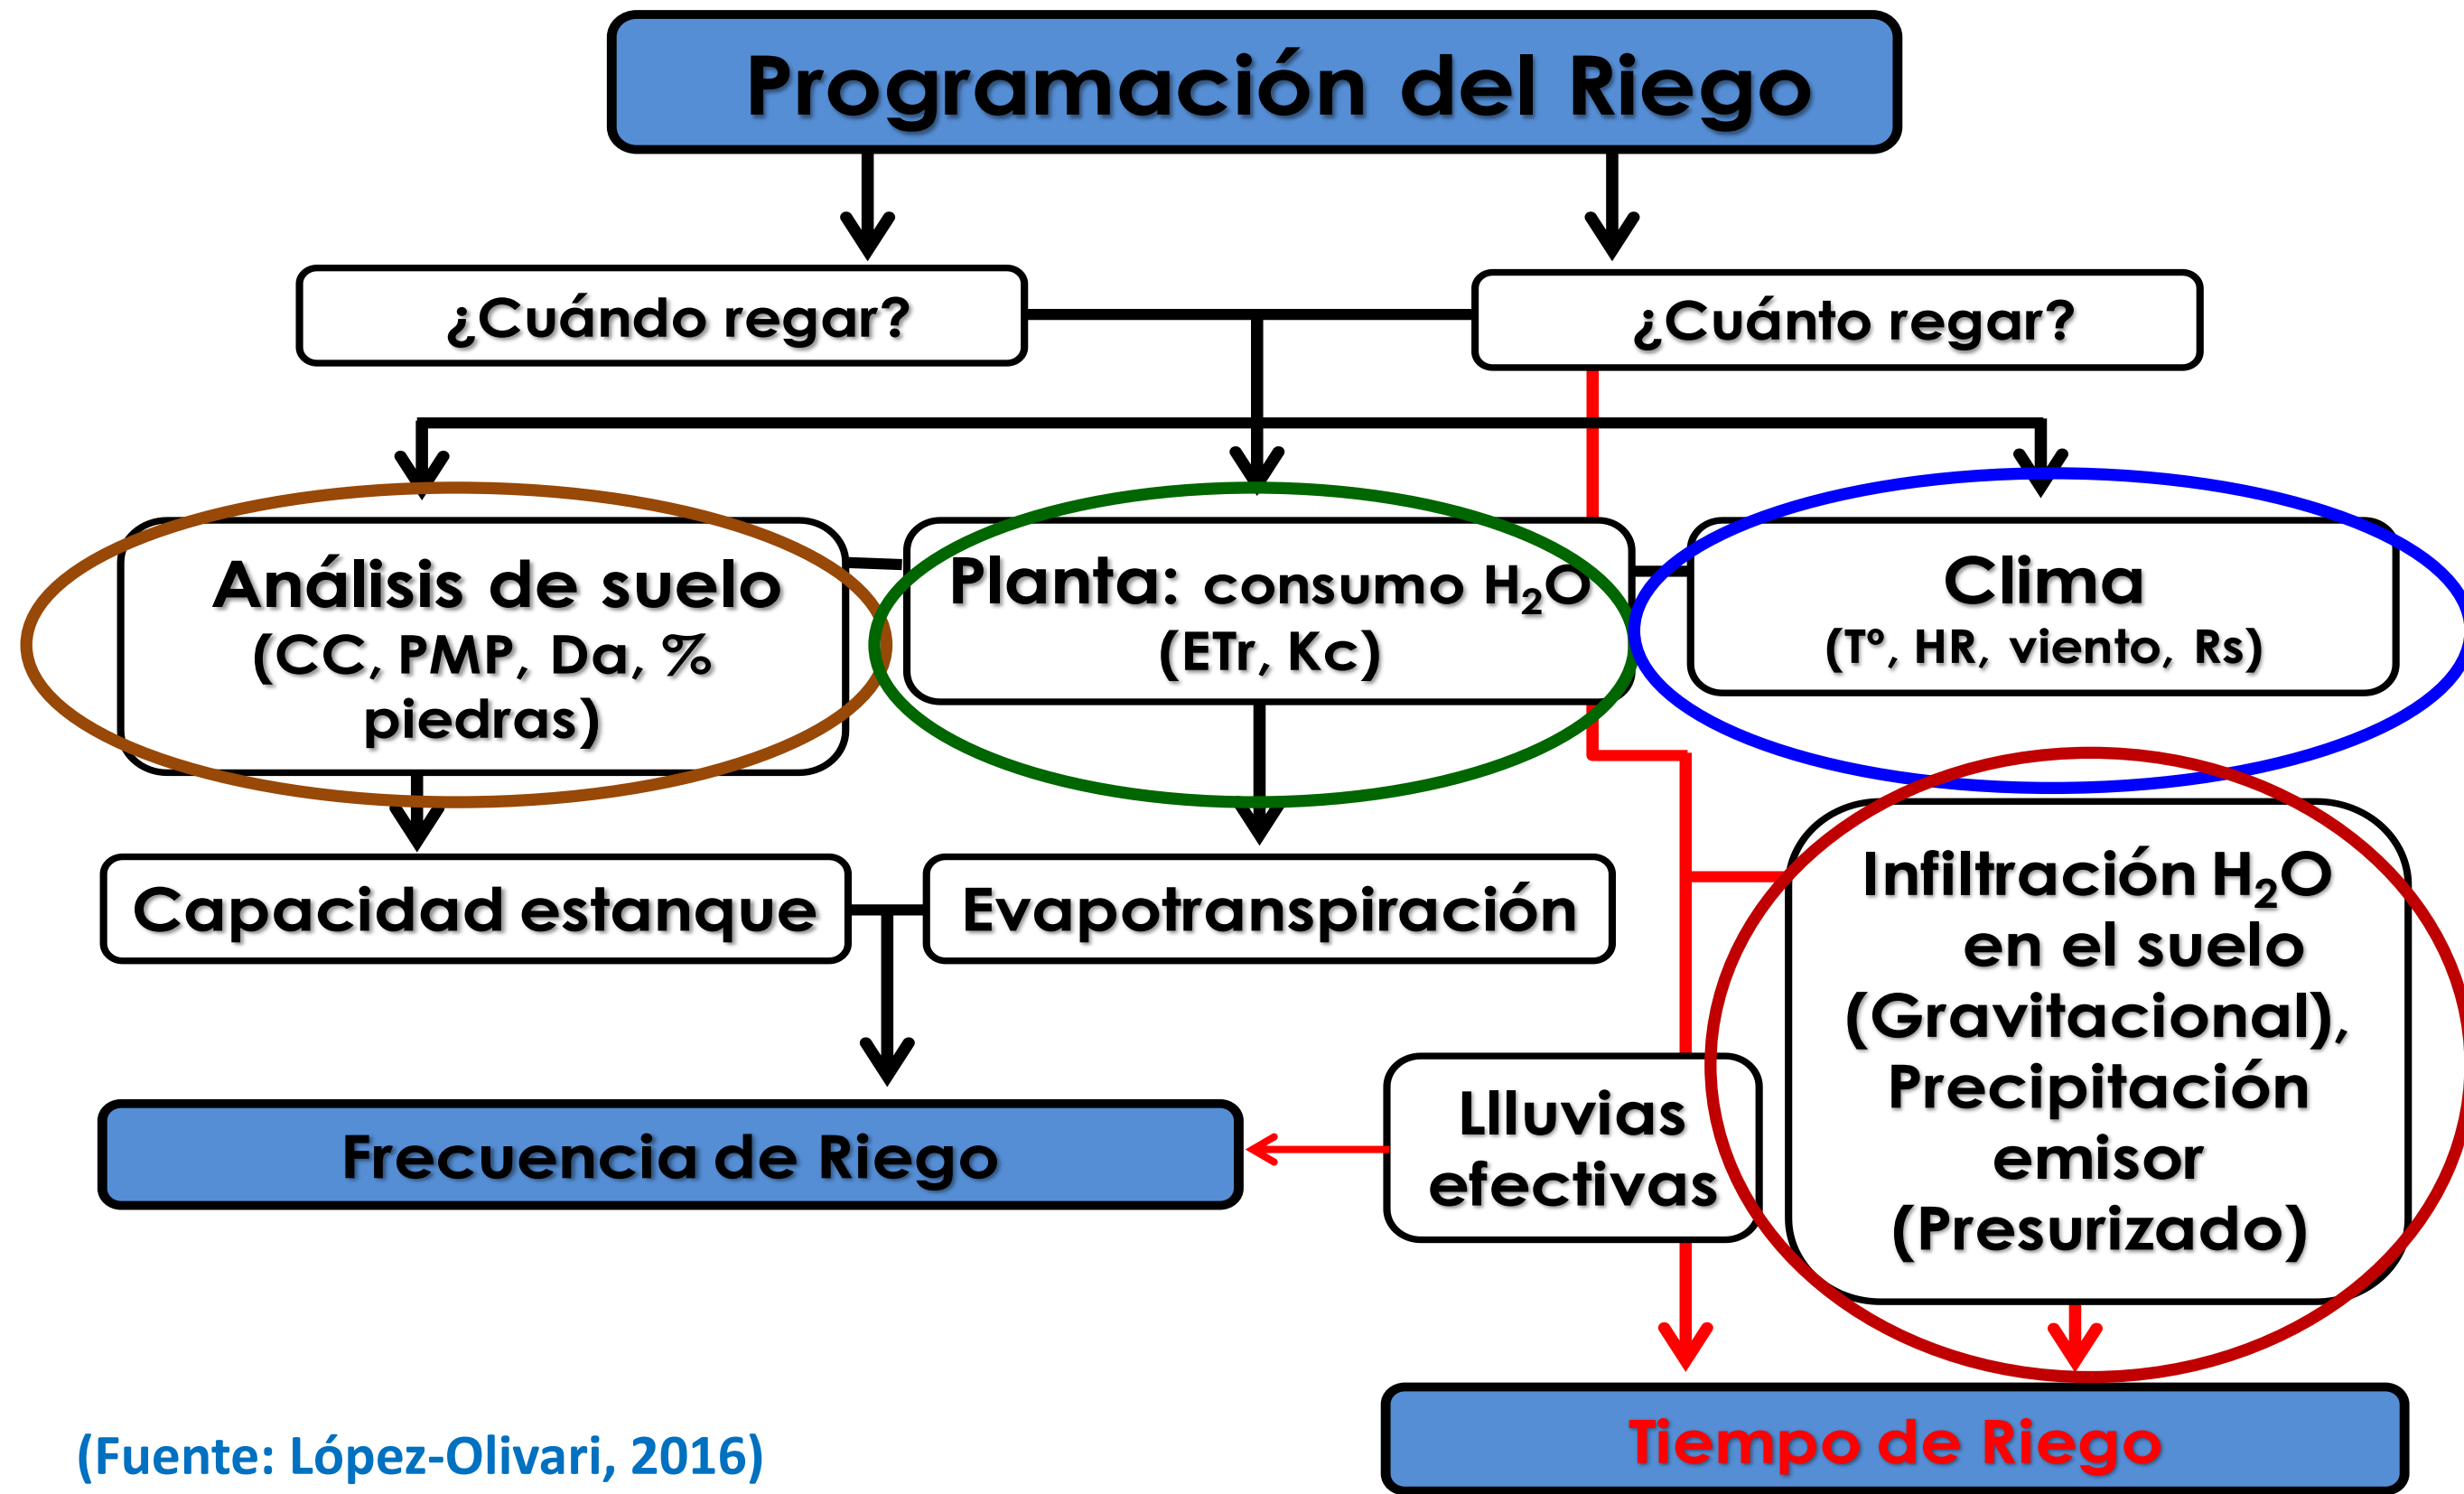 Programación del Riego
¿Cuándo regar?
¿Cuánto regar?
Análisis de suelo
(CC, PMP, Da, %
piedras)
Planta: consumo H₂O
(ETr, Kc)
Clima
(Tº, HR, viento, Rs)
Capacidad estanque
Evapotranspiración
Infiltración H₂O
en el suelo
(Gravitacional),
Precipitación
emisor
(Presurizado)
Frecuencia de Riego
Llluvias
efectivas
Tiempo de Riego
(Fuente: López-Olivari, 2016)